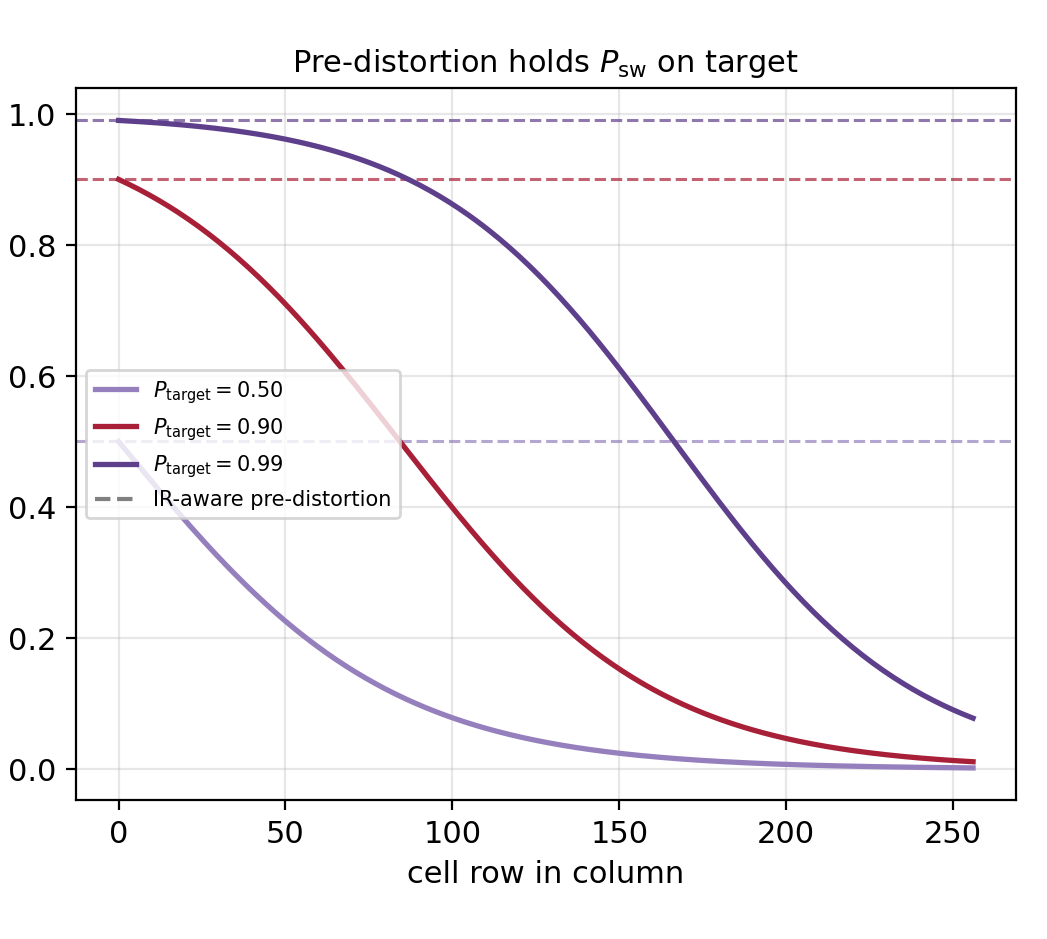 Pre-distortion holds P_sw on target
1.0
0.8
0.6
0.4
0.2
0.0
P_target = 0.50
P_target = 0.90
P_target = 0.99
IR-aware pre-distortion
0 50 100 150 200 250
cell row in column